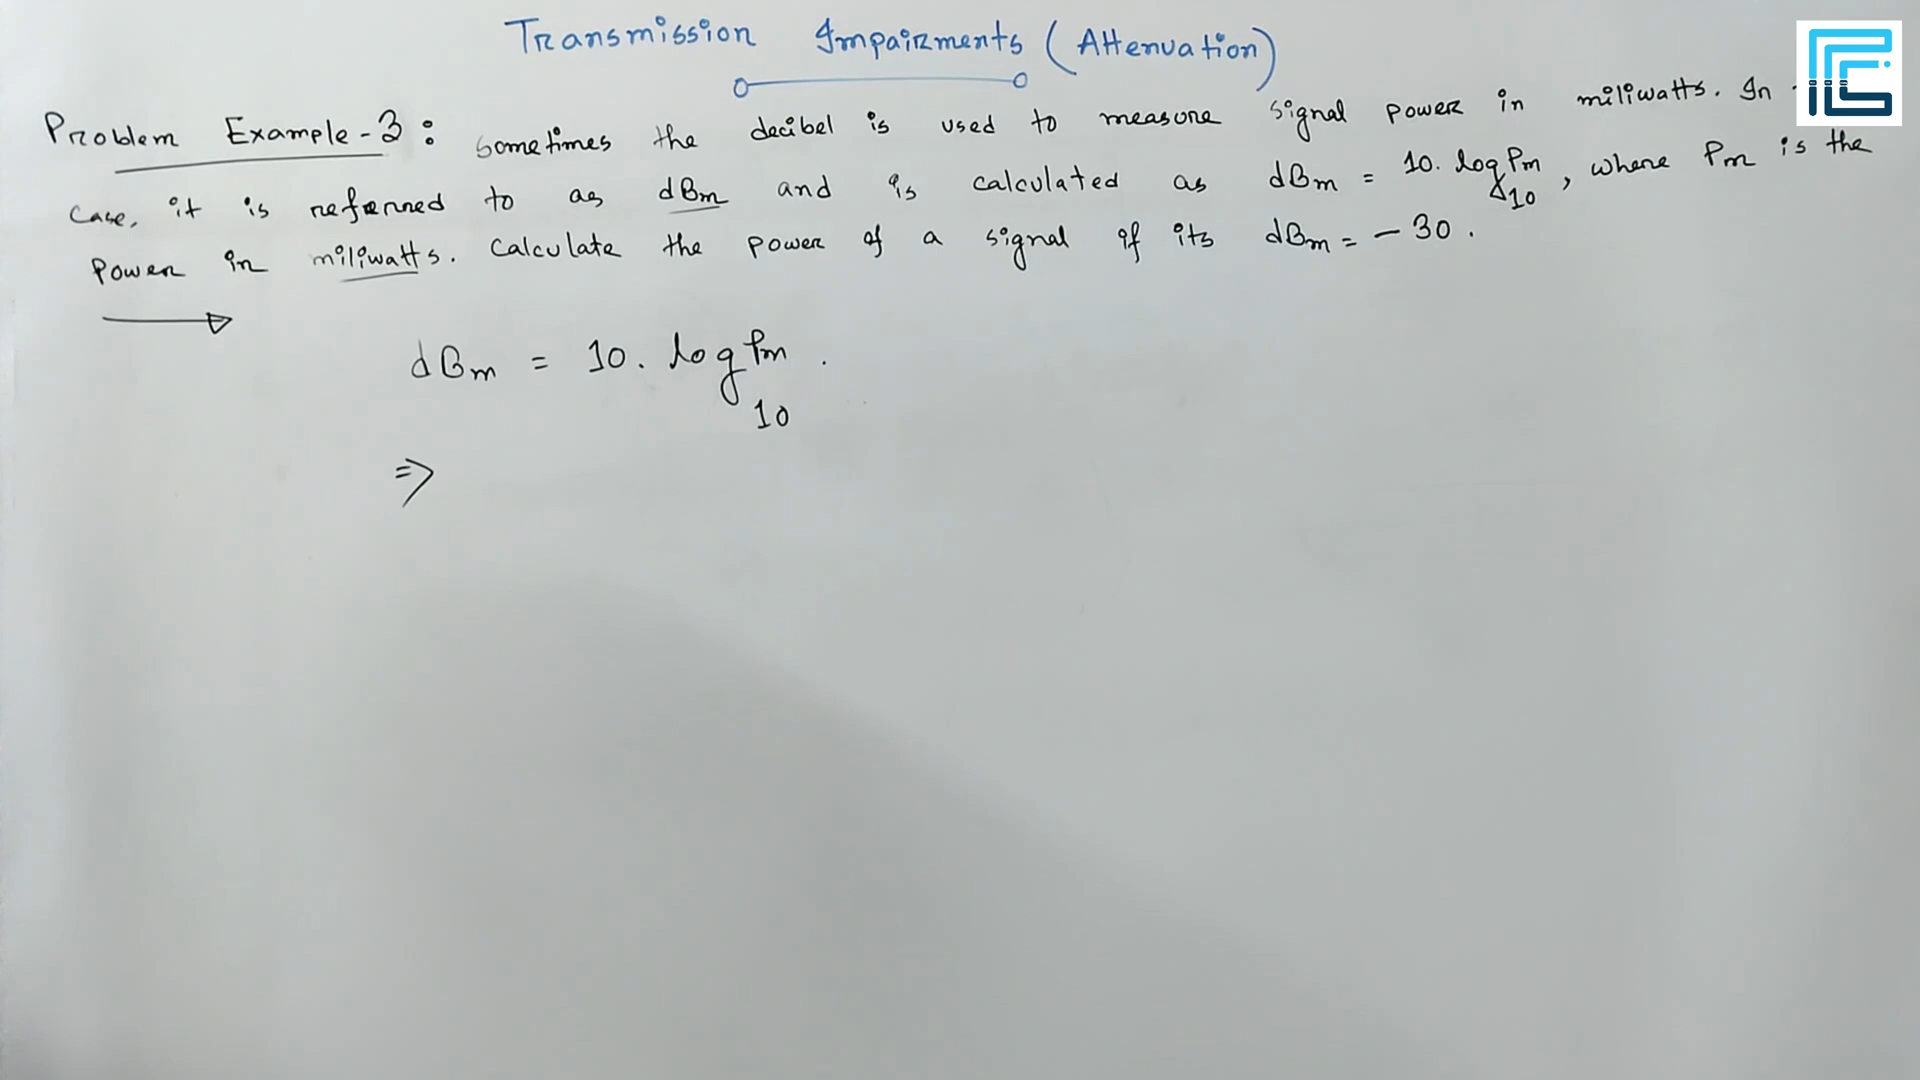 Transmission Impairments (Attenuation)
Problem Example-3: Sometimes the decibel is used to measure signal power in miliwatts. In
Case, it is referred to as dBm and is calculated as dBm = 10. log10 Pm, where Pm is the
Power in miliwatts. Calculate the power of a signal if its dBm = -30.
dBm = 10. log10 Pm.
⇒